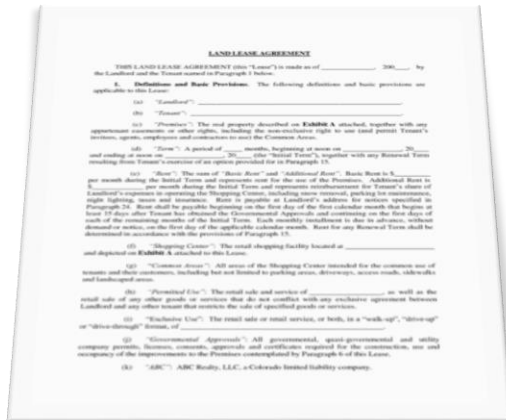 LAND LEASE AGREEMENT
THIS LAND LEASE AGREEMENT (this "Lease") is made as of ____________, 200___, by
the Landlord and the Tenant named in Paragraph 1 below.
1. Definitions and Basic Provisions. The following definitions and basic provisions are
applicable to this Lease:
(a) "Landlord": ____________.
(b) "Tenant": ____________.
(c) "Premises": The real property described on Exhibit A attached, together with any
appurtenant easements or other rights, including the non-exclusive right to use (and permit Tenant's
invitees, agents, employees and contractors to use) the Common Areas.
(d) "Term": A period of ____ months, beginning at noon on ____________, 20___
and ending at noon on ____________, 20___ (the "Initial Term"), together with any Renewal Term
resulting from Tenant's exercise of an option provided for in Paragraph 15.
(e) "Rent": The sum of "Basic Rent" and "Additional Rent". Basic Rent is $________
per month during the Initial Term and represents rent for the use of the Premises. Additional Rent is
$________ per month during the Initial Term and represents reimbursement for Tenant's share of
Landlord's expenses in operating the Shopping Center, including snow removal, parking lot maintenance,
night lighting, taxes and insurance. Rent is payable at Landlord's address for notices specified in
Paragraph 24. Rent shall be payable beginning on the first day of the first calendar month that begins at
least 15 days after Tenant has obtained the Governmental Approvals and continuing on the first days of
each of the remaining months of the Initial Term. Each monthly installment is due in advance, without
demand or notice, on the first day of the applicable calendar month. Rent for any Renewal Term shall be
determined in accordance with the provisions of Paragraph 15.
(f) "Shopping Center": The retail shopping facility located at ____________
and depicted on Exhibit A attached to this Lease.
(g) "Common Areas": All areas of the Shopping Center intended for the common use of
tenants and their customers, including but not limited to parking areas, driveways, access roads, sidewalks
and landscaped areas.
(h) "Permitted Use": The retail sale and service of ____________, as well as the
retail sale of any other goods or services that do not conflict with any exclusive agreement between
Landlord and any other tenant that restricts the sale of specified goods or services.
(i) "Exclusive Use": The retail sale or retail service, or both, in a "walk-up", "drive-up"
or "drive-through" format, of ____________.
(j) "Governmental Approvals": All governmental, quasi-governmental and utility
company permits, licenses, consents, approvals and certificates required for the construction, use and
occupancy of the improvements to the Premises contemplated by Paragraph 6 of this Lease.
(k) "ABC": ABC Realty, LLC, a Colorado limited liability company.